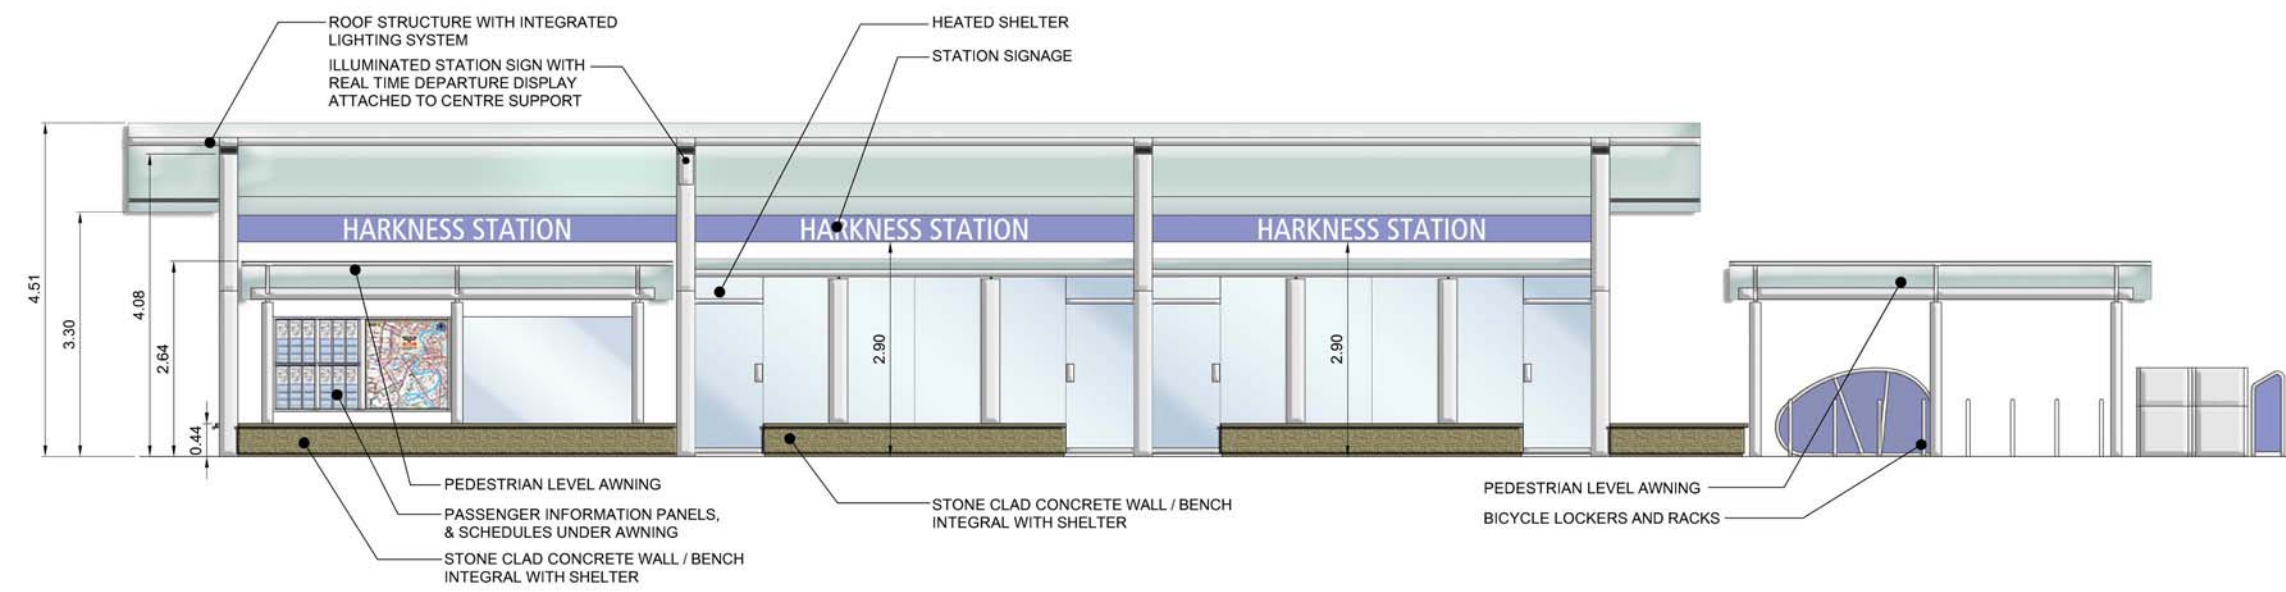 ROOF STRUCTURE WITH INTEGRATED
LIGHTING SYSTEM
ILLUMINATED STATION SIGN WITH
REAL TIME DEPARTURE DISPLAY
ATTACHED TO CENTRE SUPPORT
HEATED SHELTER
STATION SIGNAGE
HARKNESS STATION
HARKNESS STATION
HARKNESS STATION
4.51
3.30
4.08
2.64
0.44
2.90
2.90
PEDESTRIAN LEVEL AWNING
PASSENGER INFORMATION PANELS,
& SCHEDULES UNDER AWNING
STONE CLAD CONCRETE WALL / BENCH
INTEGRAL WITH SHELTER
STONE CLAD CONCRETE WALL / BENCH
INTEGRAL WITH SHELTER
PEDESTRIAN LEVEL AWNING
BICYCLE LOCKERS AND RACKS